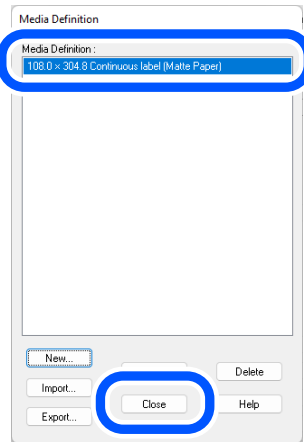 Media Definition
Media Definition :
108.0 × 304.8 Continuous label (Matte Paper)
New...
Delete
Import...
Close
Help
Export...